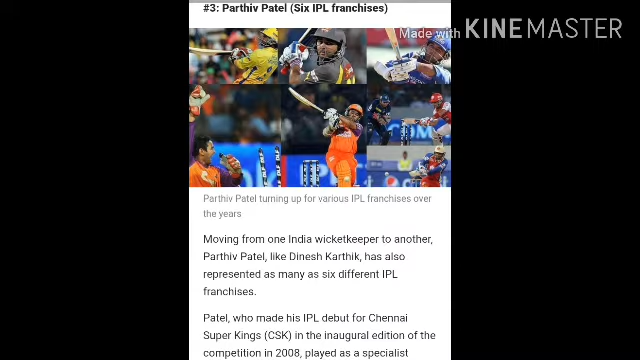 #3: Parthiv Patel (Six IPL franchises)
Made with KINEMASTER
Parthiv Patel turning up for various IPL franchises over
the years
Moving from one India wicketkeeper to another,
Parthiv Patel, like Dinesh Karthik, has also
represented as many as six different IPL
franchises.
Patel, who made his IPL debut for Chennai
Super Kings (CSK) in the inaugural edition of the
competition in 2008, played as a specialist